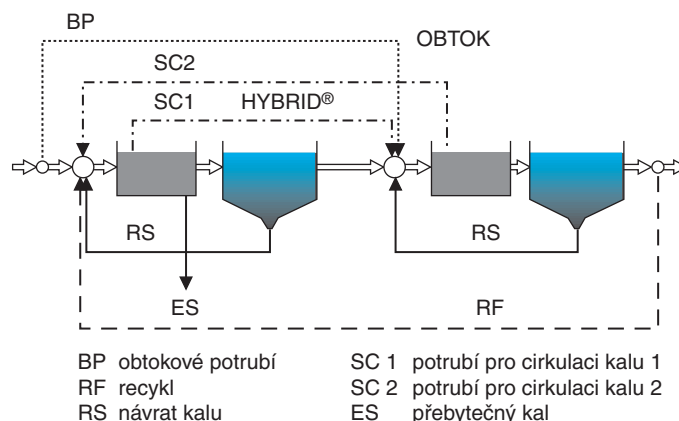 BP
OBTOK
SC2
SC1 HYBRID®
RS
RS
ES
RF
BP obtokové potrubí
RF recykl
RS návrat kalu
SC 1 potrubí pro cirkulaci kalu 1
SC 2 potrubí pro cirkulaci kalu 2
ES přebytečný kal